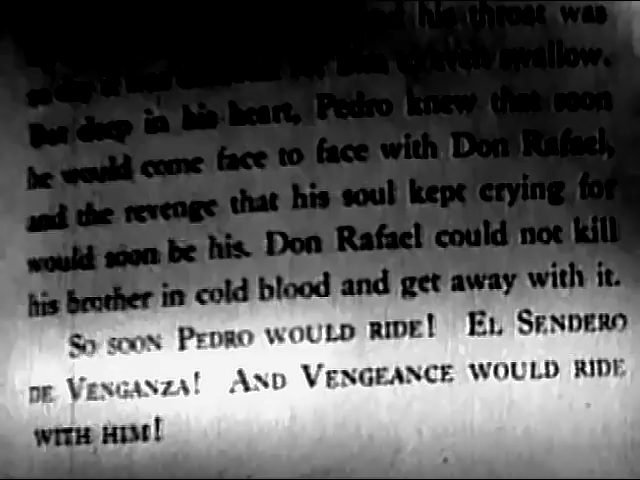 his throat was
swallow.
But deep in his heart, Pedro knew that soon
he would come face to face with Don Rafael,
and the revenge that his soul kept crying for
would soon be his. Don Rafael could not kill
his brother in cold blood and get away with it.
SO SOON PEDRO WOULD RIDE! EL SENDERO
DE VENGANZA! AND VENGEANCE WOULD RIDE
WITH HIM!